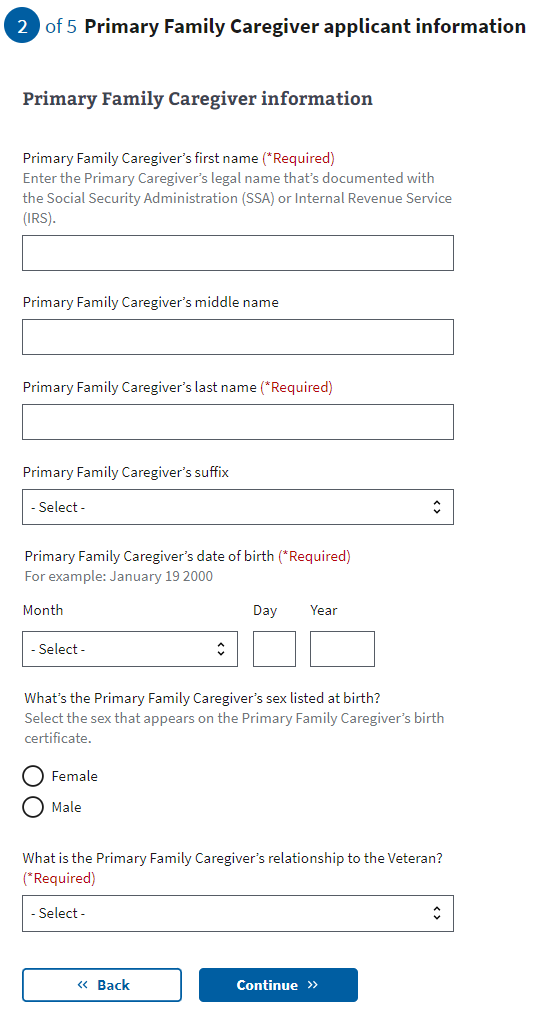 2 of 5 Primary Family Caregiver applicant information
Primary Family Caregiver information
Primary Family Caregiver’s first name (*Required)
Enter the Primary Caregiver’s legal name that’s documented with
the Social Security Administration (SSA) or Internal Revenue Service
(IRS).
Primary Family Caregiver’s middle name
Primary Family Caregiver’s last name (*Required)
Primary Family Caregiver’s suffix
- Select -
Primary Family Caregiver’s date of birth (*Required)
For example: January 19 2000
Month Day Year
- Select -
What’s the Primary Family Caregiver’s sex listed at birth?
Select the sex that appears on the Primary Family Caregiver’s birth
certificate.
Female
Male
What is the Primary Family Caregiver’s relationship to the Veteran?
(*Required)
- Select -
« Back Continue »